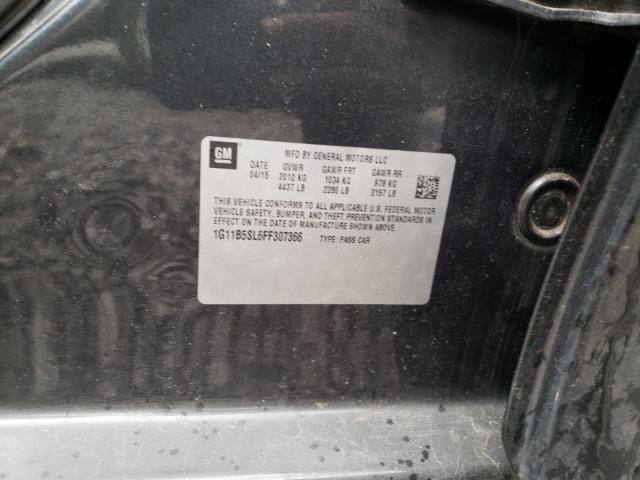 GM
MFD BY GENERAL MOTORS LLC
DATE GVWR GAWR FRT GAWR RR
04/15 2012 KG 1034 KG 978 KG
4437 LB 2280 LB 2157 LB
THIS VEHICLE CONFORMS TO ALL APPLICABLE U.S. FEDERAL MOTOR
VEHICLE SAFETY, BUMPER, AND THEFT PREVENTION STANDARDS
IN EFFECT ON THE DATE OF MANUFACTURE SHOWN ABOVE.
1G11B5SL6FF307366 TYPE: PASS CAR